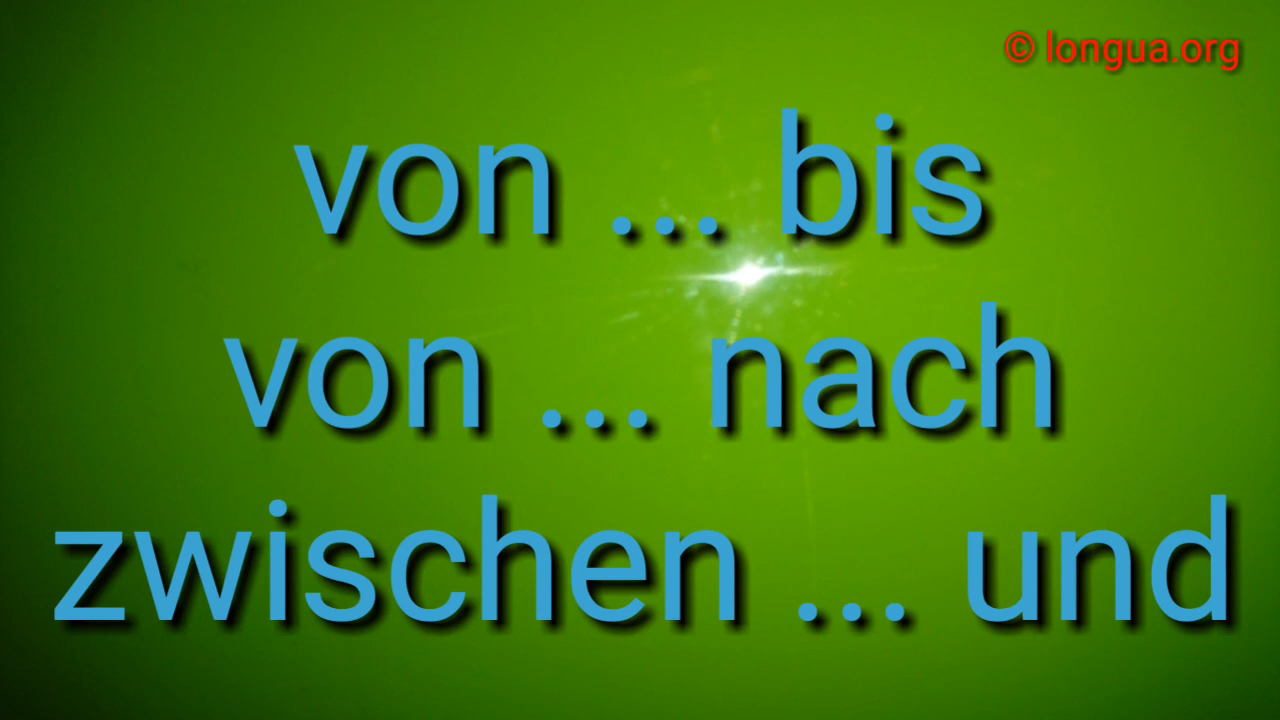 © longua.org
von ... bis
von ... nach
zwischen ... und